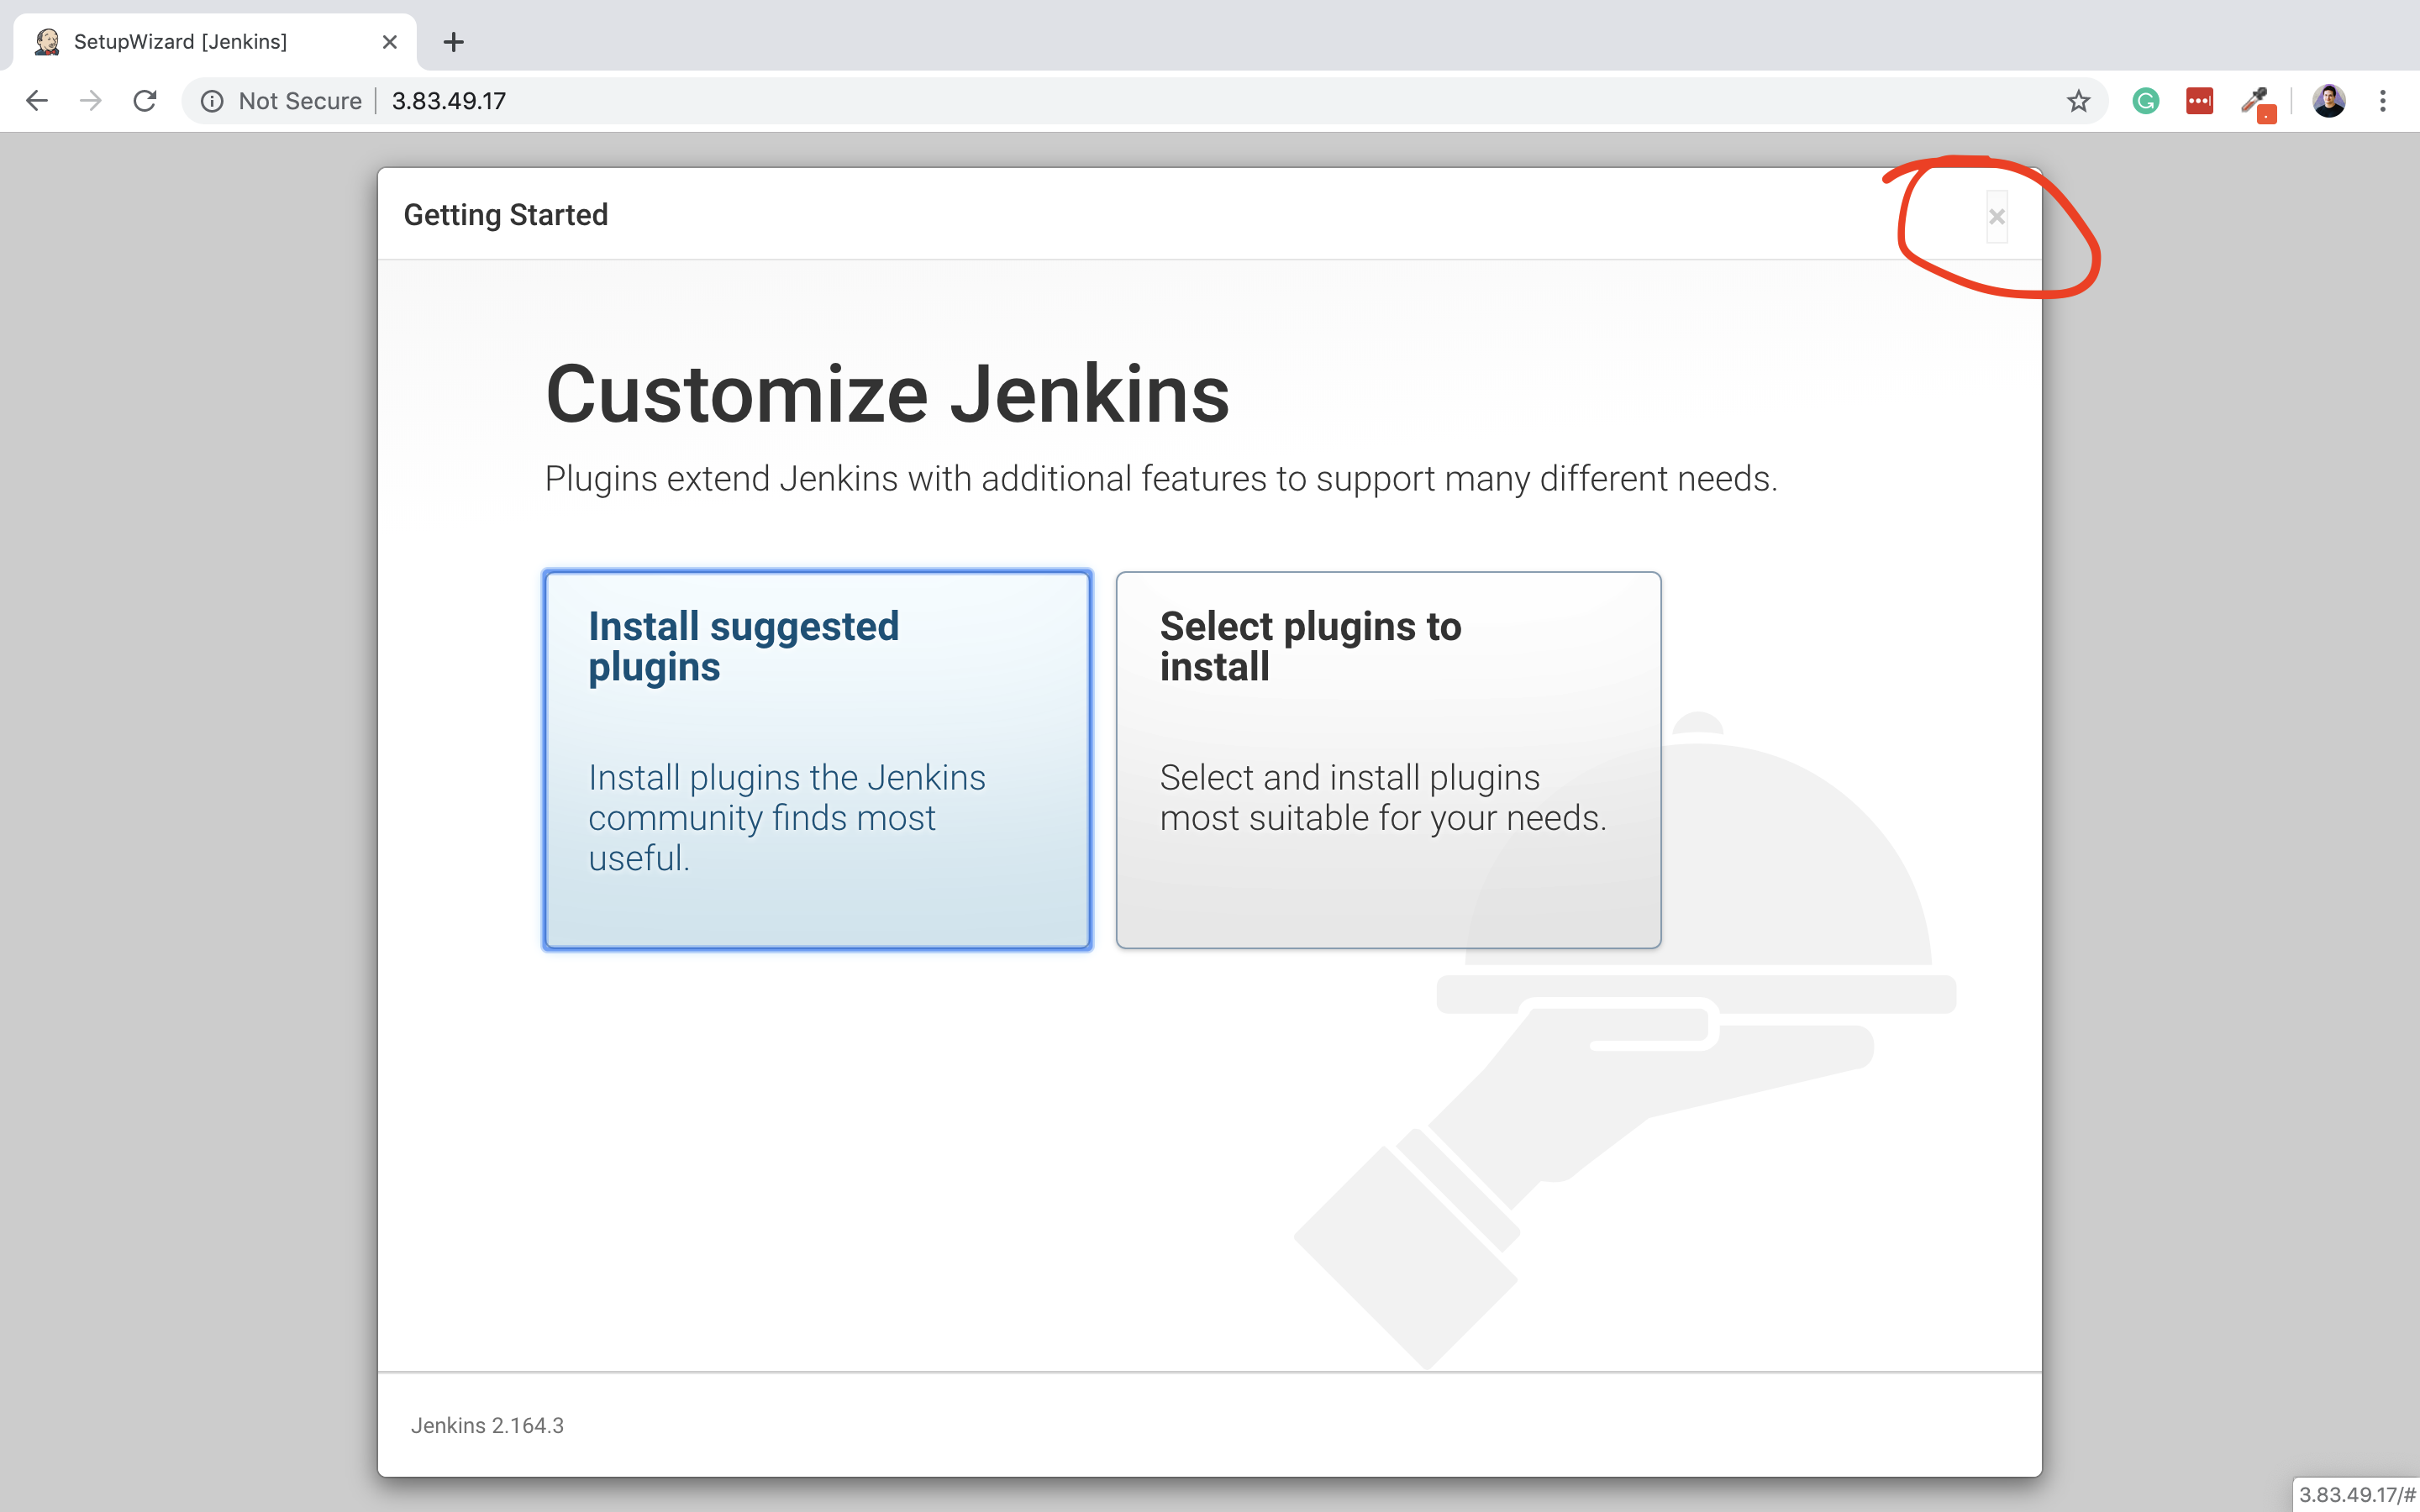 SetupWizard [Jenkins]
Not Secure 3.83.49.17
Getting Started
Customize Jenkins
Plugins extend Jenkins with additional features to support many different needs.
Install suggested
plugins
Install plugins the Jenkins
community finds most
useful.
Select plugins to
install
Select and install plugins
most suitable for your needs.
Jenkins 2.164.3
3.83.49.17/#